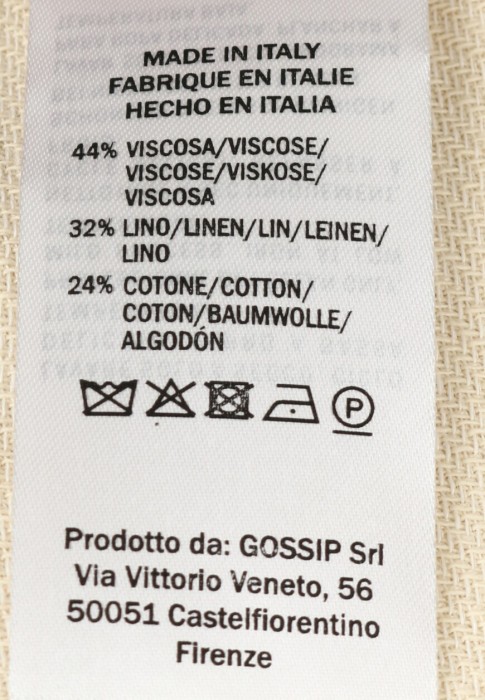 MADE IN ITALY
FABRIQUE EN ITALIE
HECHO EN ITALIA
44% VISCOSA/VISCOSE/
VISCOSE/VISKOSE/
VISCOSA
32% LINO/LINEN/LIN/LEINEN/
LINO
24% COTONE/COTTON/
COTON/BAUMWOLLE/
ALGODÓN
P
Prodotto da: GOSSIP Srl
Via Vittorio Veneto, 56
50051 Castelfiorentino
Firenze